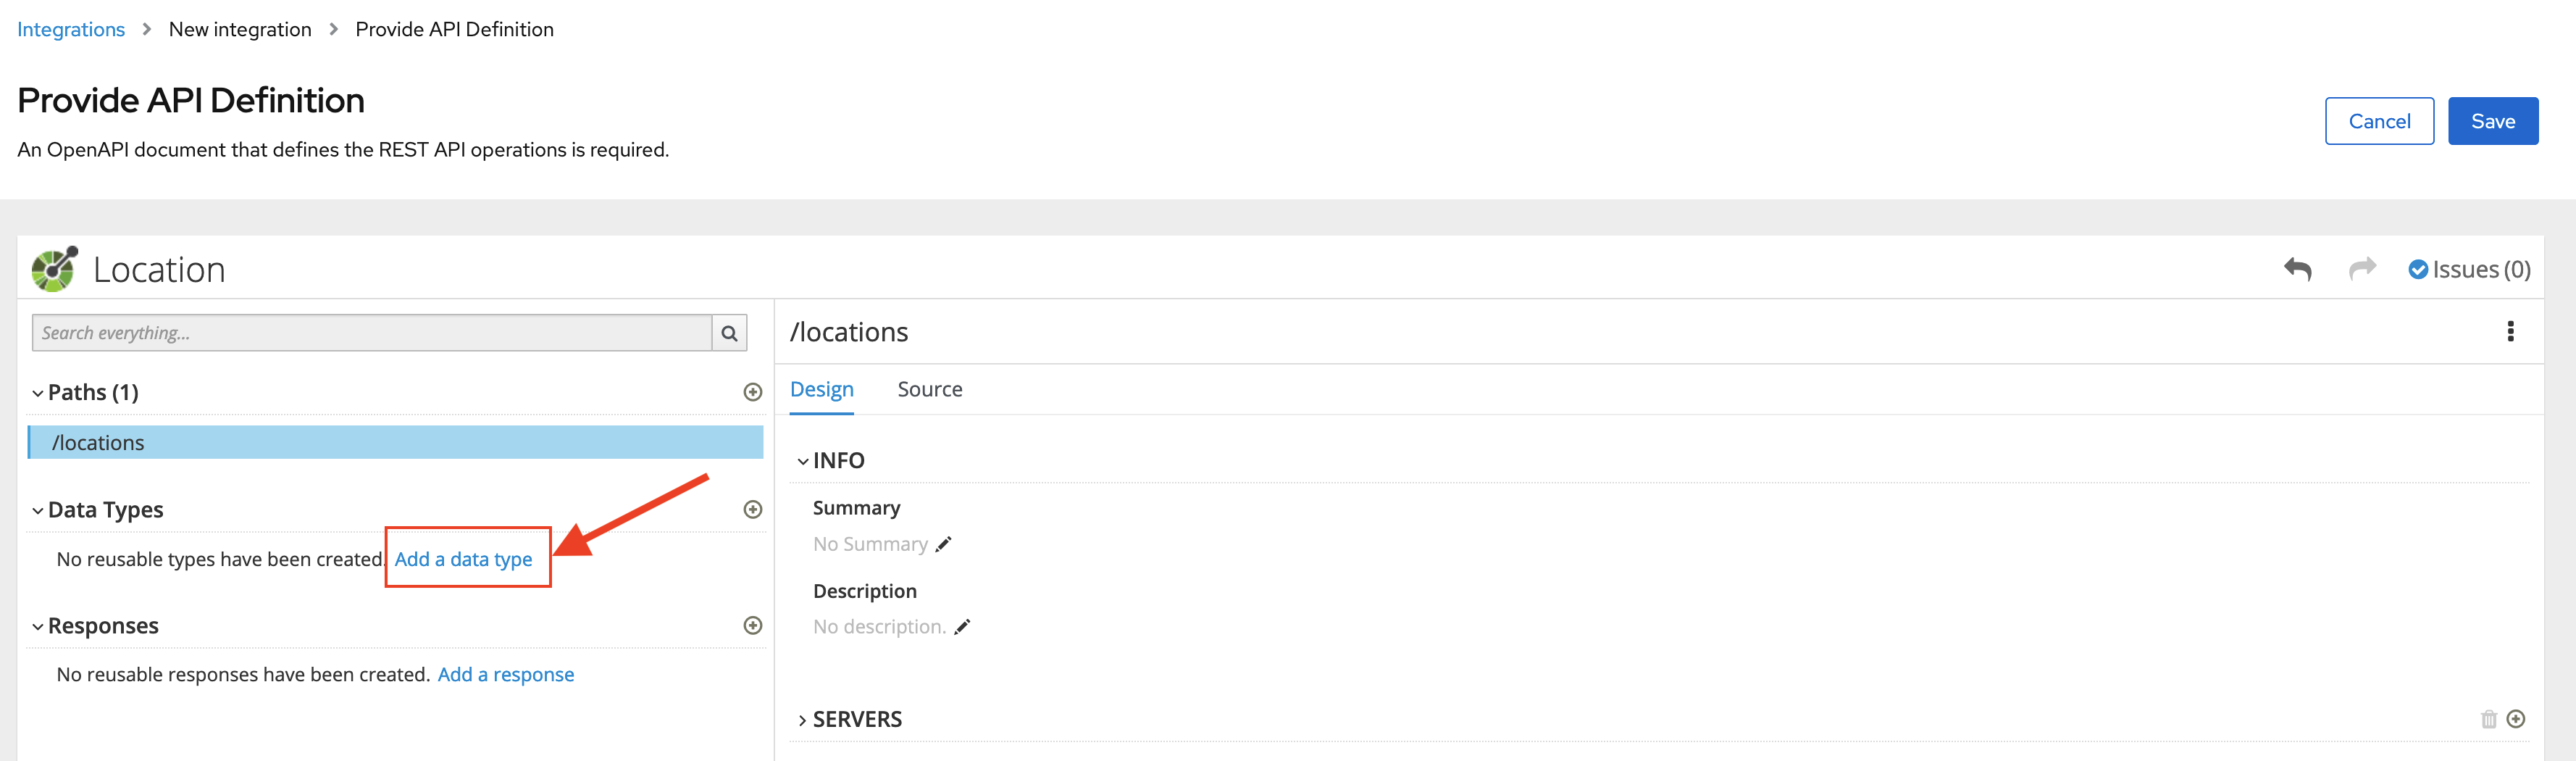 Integrations > New integration > Provide API Definition
Provide API Definition
An OpenAPI document that defines the REST API operations is required.
Cancel
Save
Location
Issues (0)
Search everything...
Paths (1)
/locations
Data Types
No reusable types have been created. Add a data type
Responses
No reusable responses have been created. Add a response
/locations
Design
Source
INFO
Summary
No Summary
Description
No description.
SERVERS